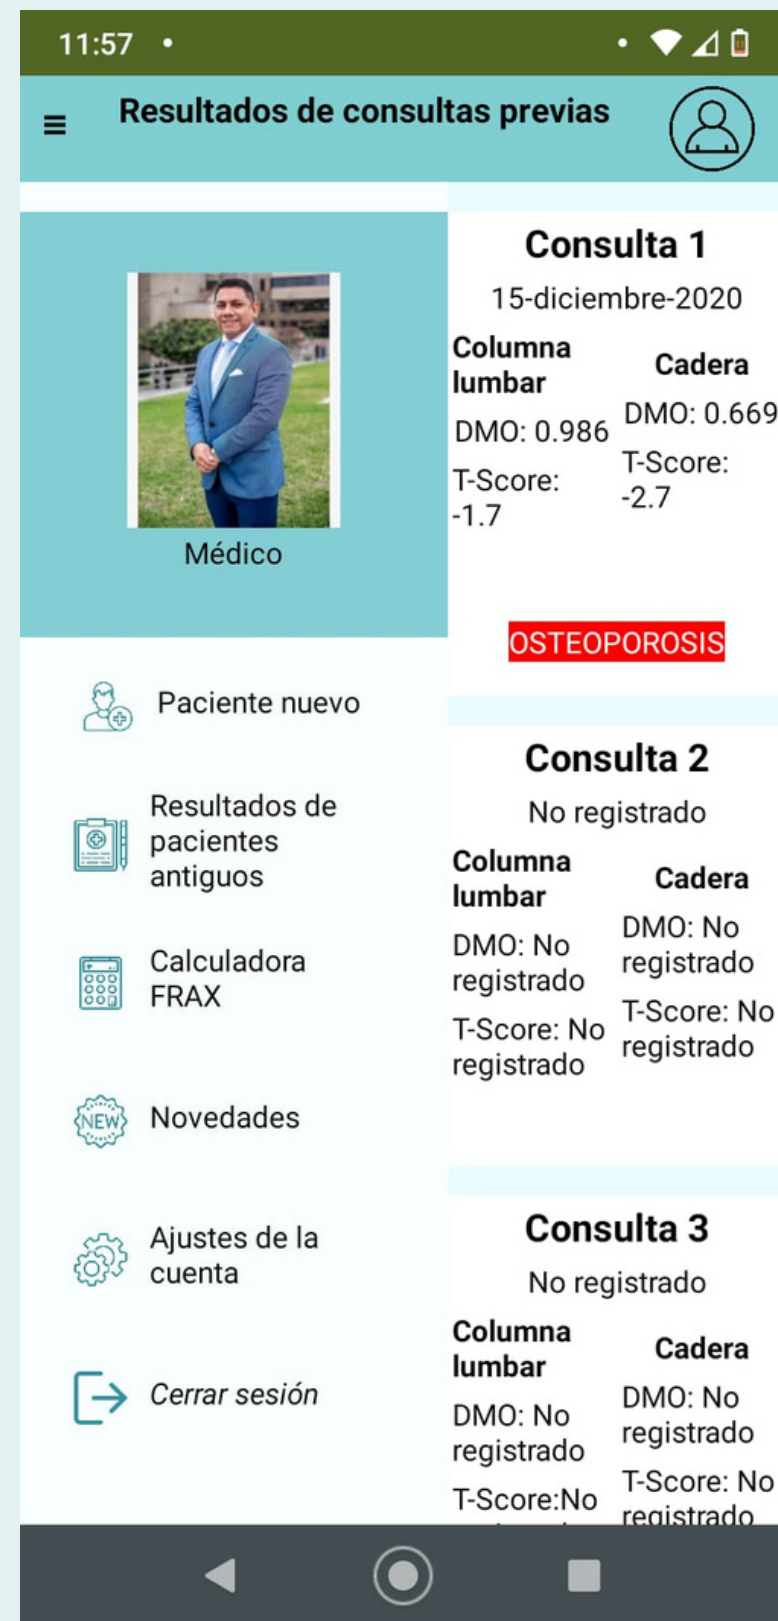 11:57
Resultados de consultas previas
Médico
Paciente nuevo
Resultados de
pacientes
antiguos
Calculadora
FRAX
NEW
Novedades
Ajustes de la
cuenta
Cerrar sesión
Consulta 1
15-diciembre-2020
Columna
lumbar
DMO: 0.986
T-Score:
-1.7
Cadera
DMO: 0.669
T-Score:
-2.7
OSTEOPOROSIS
Consulta 2
No registrado
Columna
lumbar
DMO: No
registrado
T-Score: No
registrado
Cadera
DMO: No
registrado
T-Score: No
registrado
Consulta 3
No registrado
Columna
lumbar
DMO: No
registrado
T-Score:No
Cadera
DMO: No
registrado
T-Score: No
registrado